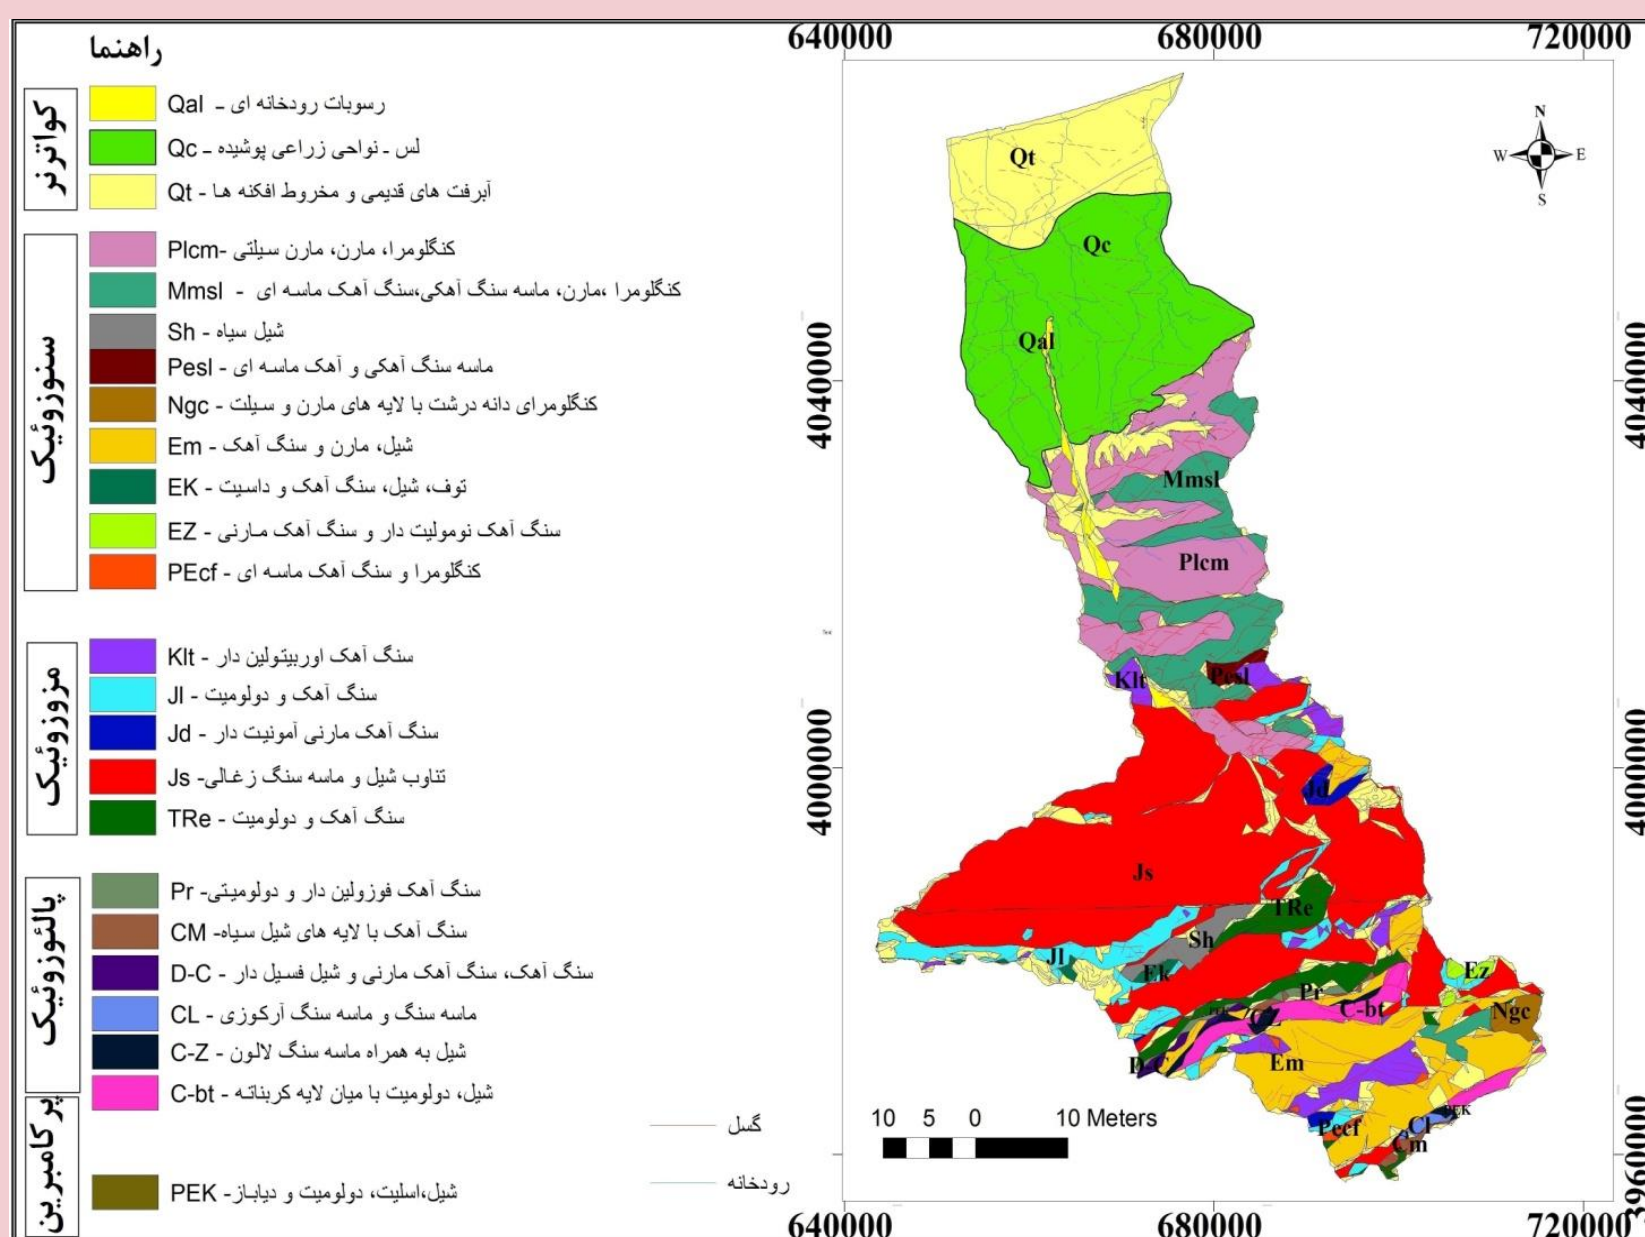 راهنما
کواترنر
Qal - رسوبات رودخانه ای
Qc - لس - نواحی زراعی پوشیده
Qt - آبرفت های قدیمی و مخروط افکنه ها
سنوزوئیک
Plcm- کنگلومرا، مارن، مارن سیلتی
Mmsl - کنگلومرا ،مارن، ماسه سنگ آهکی،سنگ آهک ماسه ای
Sh - شیل سیاه
Pesl - ماسه سنگ آهکی و آهک ماسه ای
Ngc - کنگلومرای دانه درشت با لایه های مارن و سیلت
Em - شیل، مارن و سنگ آهک
EK - توف، شیل، سنگ آهک و داسیت
EZ - سنگ آهک نومولیت دار و سنگ آهک مارنی
PEcf - کنگلومرا و سنگ آهک ماسه ای
مزوزوئیک
Klt - سنگ آهک اوربیتولین دار
Jl - سنگ آهک و دولومیت
Jd - سنگ آهک مارنی آمونیت دار
Js -تناوب شیل و ماسه سنگ زغالی
TRe - سنگ آهک و دولومیت
پالئوزوئیک
Pr -سنگ آهک فوزولین دار و دولومیتی
CM -سنگ آهک با لایه های شیل سیاه
D-C - سنگ آهک، سنگ آهک مارنی و شیل فسیل دار
CL - ماسه سنگ و ماسه سنگ آرکوزی
C-Z - شیل به همراه ماسه سنگ لالون
C-bt - شیل، دولومیت با میان لایه کربناته
پرکامبرین
PEK -شیل،اسلیت، دولومیت و دیاباز
گسل
رودخانه
640000 680000 720000
N
W E
S
Qt
Qc
Qal
4040000 4040000
Mmsl
Plcm
Klt Pesl
4000000 4000000
Jd
Js
TRe
Sh
Jl
Ek
Ez
Pr
C-bt
Ngc
CZ
D-C
Em
PEK
Cl
Pecf
Cm
10 5 0 10 Meters
3960000
640000 680000 720000